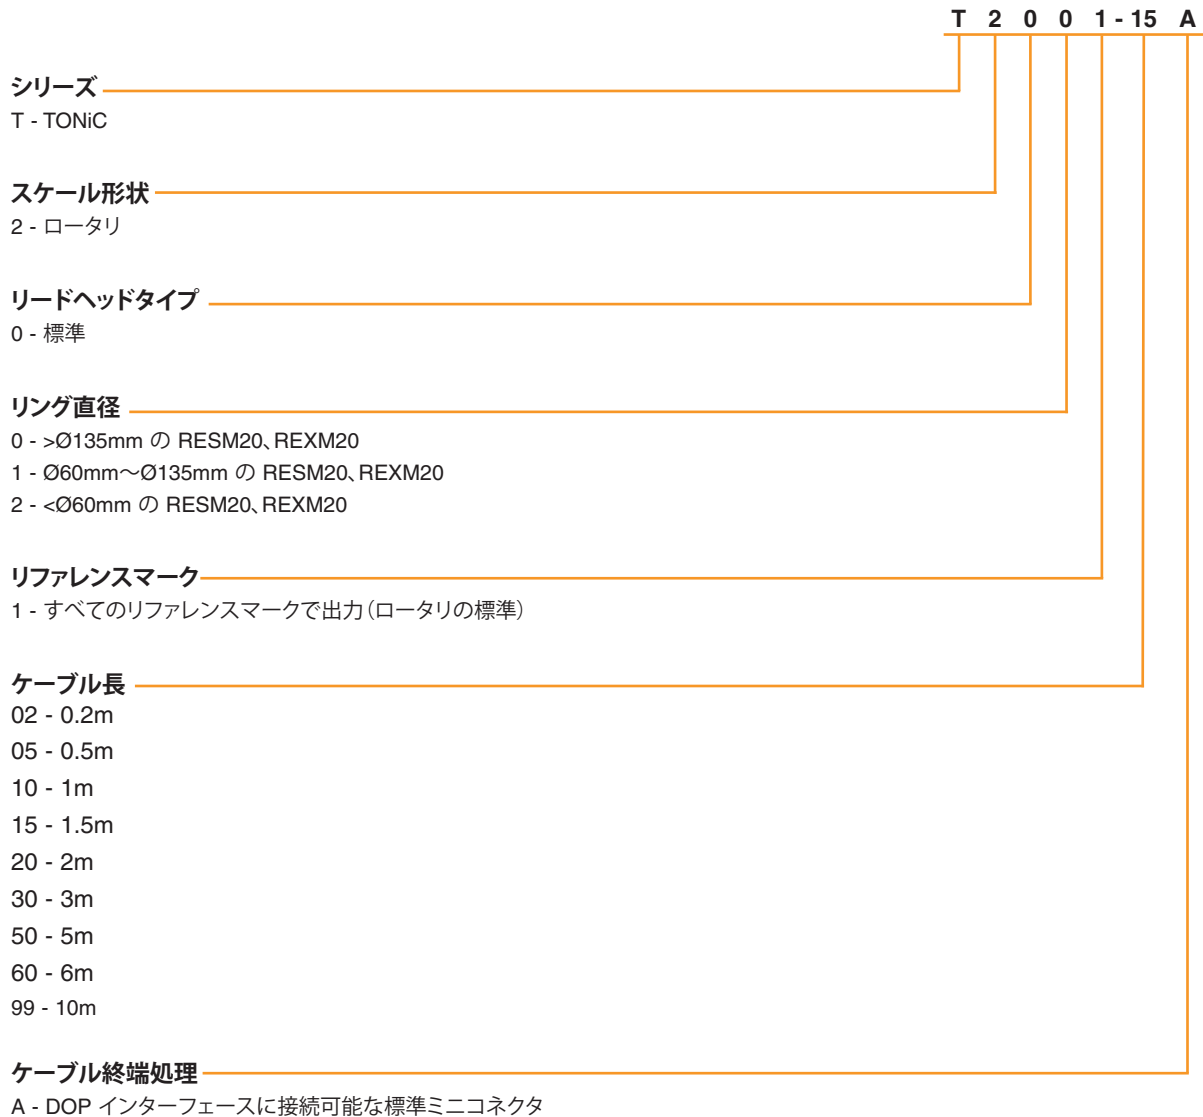 T 2 0 0 1 - 15 A
シリーズ
T - TONiC
スケール形状
2 - ロータリ
リードヘッドタイプ
0 - 標準
リング直径
0 - >Ø135mm の RESM20、REXM20
1 - Ø60mm～Ø135mm の RESM20、REXM20
2 - <Ø60mm の RESM20、REXM20
リファレンスマーク
1 - すべてのリファレンスマークで出力（ロータリの標準）
ケーブル長
02 - 0.2m
05 - 0.5m
10 - 1m
15 - 1.5m
20 - 2m
30 - 3m
50 - 5m
60 - 6m
99 - 10m
ケーブル終端処理
A - DOP インターフェースに接続可能な標準ミニコネクタ